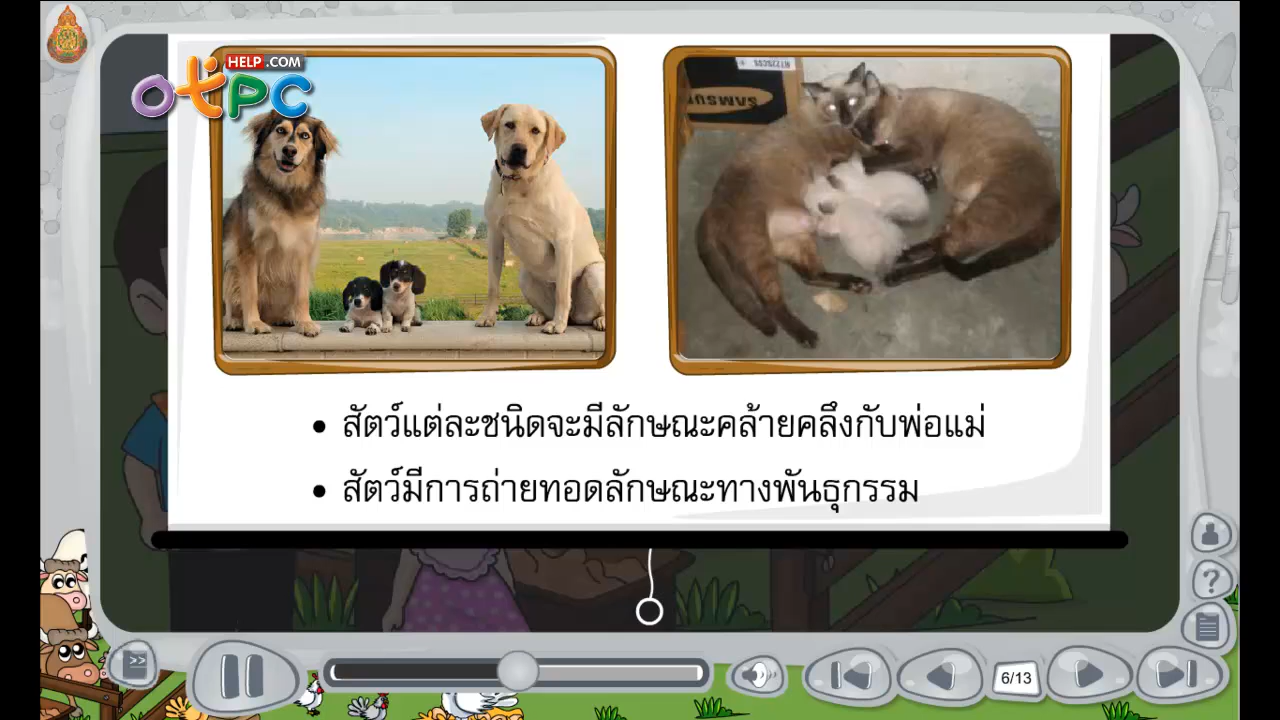 HELP .COM
OTPC
SAMSUNG
• สัตว์แต่ละชนิดจะมีลักษณะคล้ายคลึงกับพ่อแม่
• สัตว์มีการถ่ายทอดลักษณะทางพันธุกรรม
>>
?
6/13